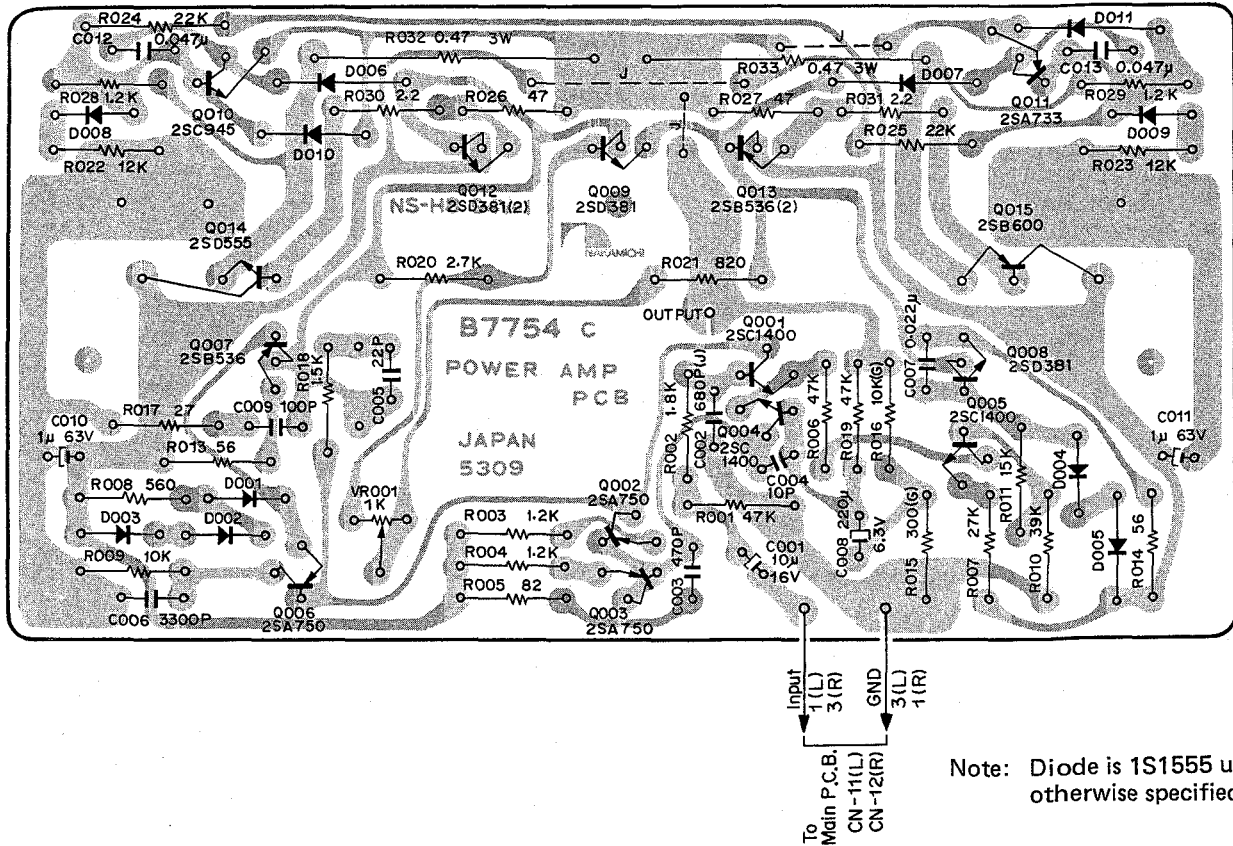 R024 22K
C012 0.047μ
R032 0.47 3W
J
J
J
R033 0.47 3W
D011
C013 0.047μ
R028 1.2K
D008
R022 12K
Q010
2SC945
D006
R030 2.2
D010
R026 47
R027 47
R031 2.2
D007
R025 22K
Q011
2SA733
R029 1.2K
D009
R023 12K
Q012
2SD381(2)
Q009
2SD381
Q013
2SB536(2)
Q014
2SD555
Q015
2SB600
NAKAMICHI
R020 2.7K
R021 820
OUTPUT
B7754 C
POWER AMP
PCB
JAPAN
5309
Q007
2SB536
R018
1.5K
C005 22P
Q001
2SC1400
C007 0.022μ
Q008
2SD381
R017 27
C009 100P
C010
1μ 63V
R013 56
R002 1.8K
C002 680P(J)
Q004
2SC
1400
R006 47K
R019 47K
R016 10K(G)
Q005
2SC1400
C011
1μ 63V
R008 560
D001
D003
D002
R009 10K
C006 3300P
Q006
2SA750
VR001
1K
R003 1.2K
R004 1.2K
R005 82
Q002
2SA750
Q003
2SA750
C003 470P
C004
10P
R001 47K
C001
10μ
16V
C008 220μ
6.3V
R015 300(G)
R007 27K
R011 15K
R010 39K
D004
D005
R014 56
Input
1(L)
3(R)
GND
3(L)
1(R)
To
Main P.C.B.
CN-11(L)
CN-12(R)
Note: Diode is 1S1555 u
otherwise specified